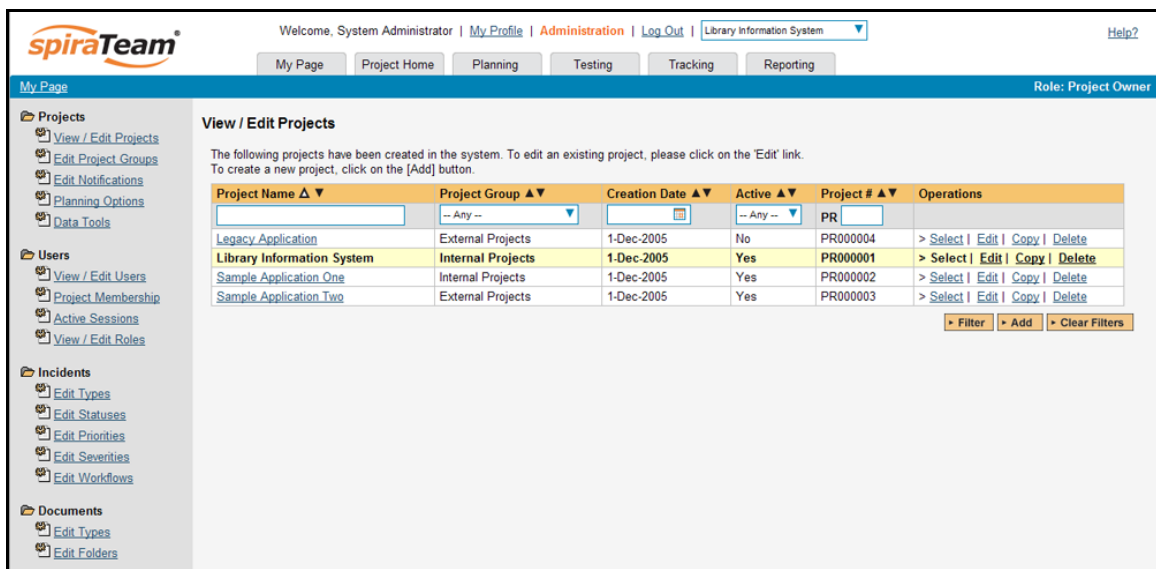 spiraTeam®
Welcome, System Administrator | My Profile | Administration | Log Out | Library Information System
Help?
My Page Project Home Planning Testing Tracking Reporting
My Page
Role: Project Owner
Projects
View / Edit Projects
Edit Project Groups
Edit Notifications
Planning Options
Data Tools
Users
View / Edit Users
Project Membership
Active Sessions
View / Edit Roles
Incidents
Edit Types
Edit Statuses
Edit Priorities
Edit Severities
Edit Workflows
Documents
Edit Types
Edit Folders
View / Edit Projects
The following projects have been created in the system. To edit an existing project, please click on the 'Edit' link.
To create a new project, click on the [Add] button.
Project Name Project Group Creation Date Active Project # Operations
-- Any -- -- Any -- PR
Legacy Application External Projects 1-Dec-2005 No PR000004 > Select | Edit | Copy | Delete
Library Information System Internal Projects 1-Dec-2005 Yes PR000001 > Select | Edit | Copy | Delete
Sample Application One Internal Projects 1-Dec-2005 Yes PR000002 > Select | Edit | Copy | Delete
Sample Application Two External Projects 1-Dec-2005 Yes PR000003 > Select | Edit | Copy | Delete
Filter Add Clear Filters